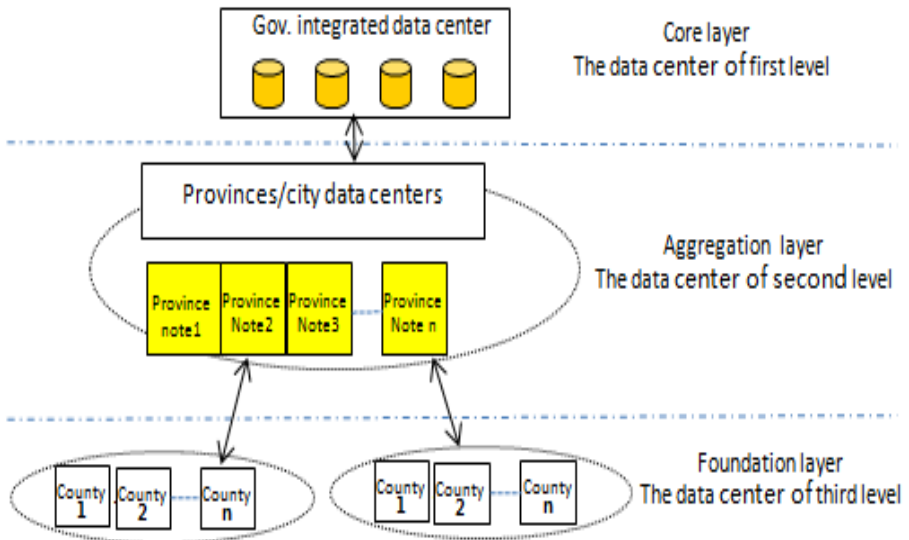 Gov. integrated data center
Core layer
The data center of first level
Provinces/city data centers
Aggregation layer
The data center of second level
Province
note1
Province
Note2
Province
Note3
Province
Note n
Foundation layer
The data center of third level
County
1
County
2
County
n
County
1
County
2
County
n